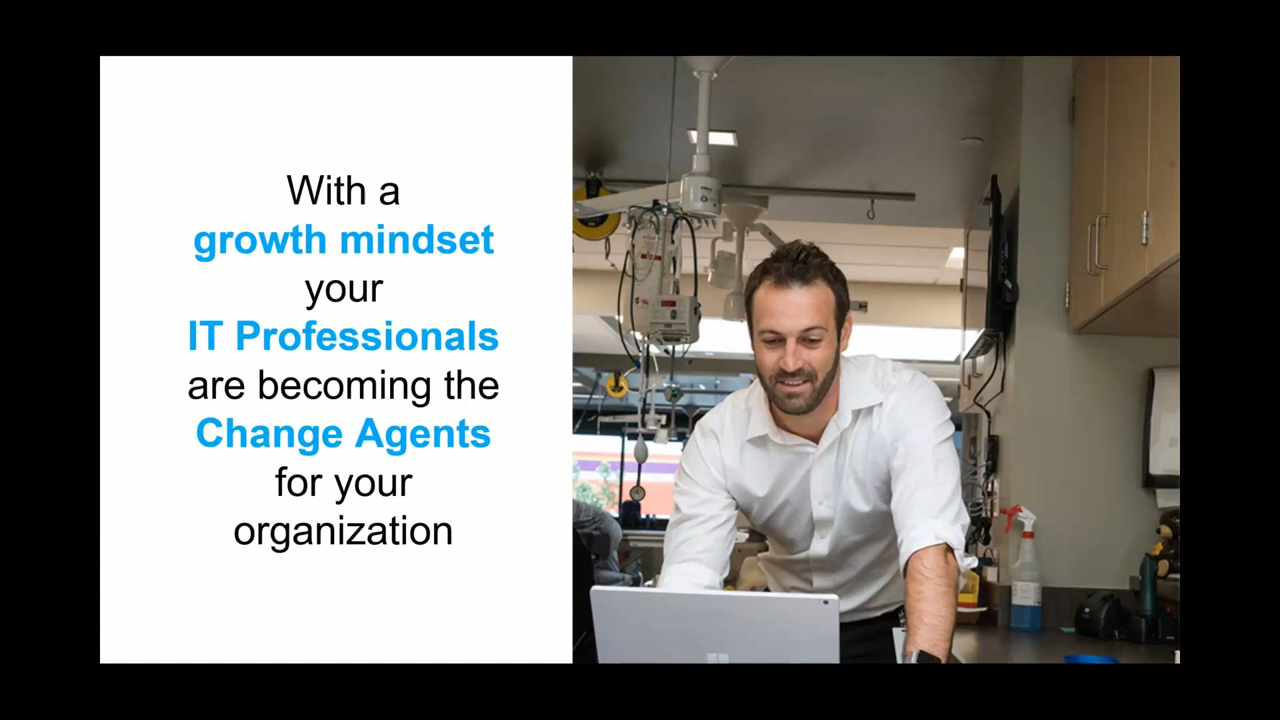 With a
growth mindset
your
IT Professionals
are becoming the
Change Agents
for your
organization